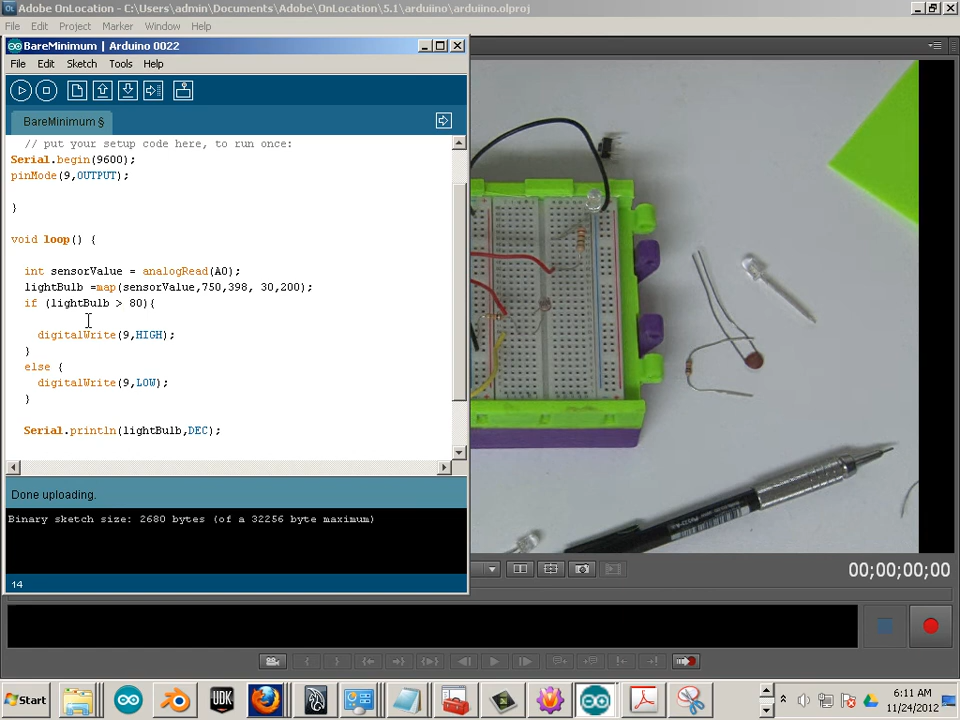 Adobe OnLocation - C:\Users\admin\Documents\Adobe\OnLocation\5.1\arduiino\arduiino.olproj
File Edit Project Marker Window Help
BareMinimum | Arduino 0022
File Edit Sketch Tools Help
BareMinimum §
// put your setup code here, to run once:
Serial.begin(9600);
pinMode(9,OUTPUT);
}
void loop() {
int sensorValue = analogRead(A0);
lightBulb =map(sensorValue,750,398, 30,200);
if (lightBulb > 80){
digitalWrite(9,HIGH);
}
else {
digitalWrite(9,LOW);
}
Serial.println(lightBulb,DEC);
Done uploading.
Binary sketch size: 2680 bytes (of a 32256 byte maximum)
14
00;00;00;00
Start
UDK
6:11 AM
11/24/2012